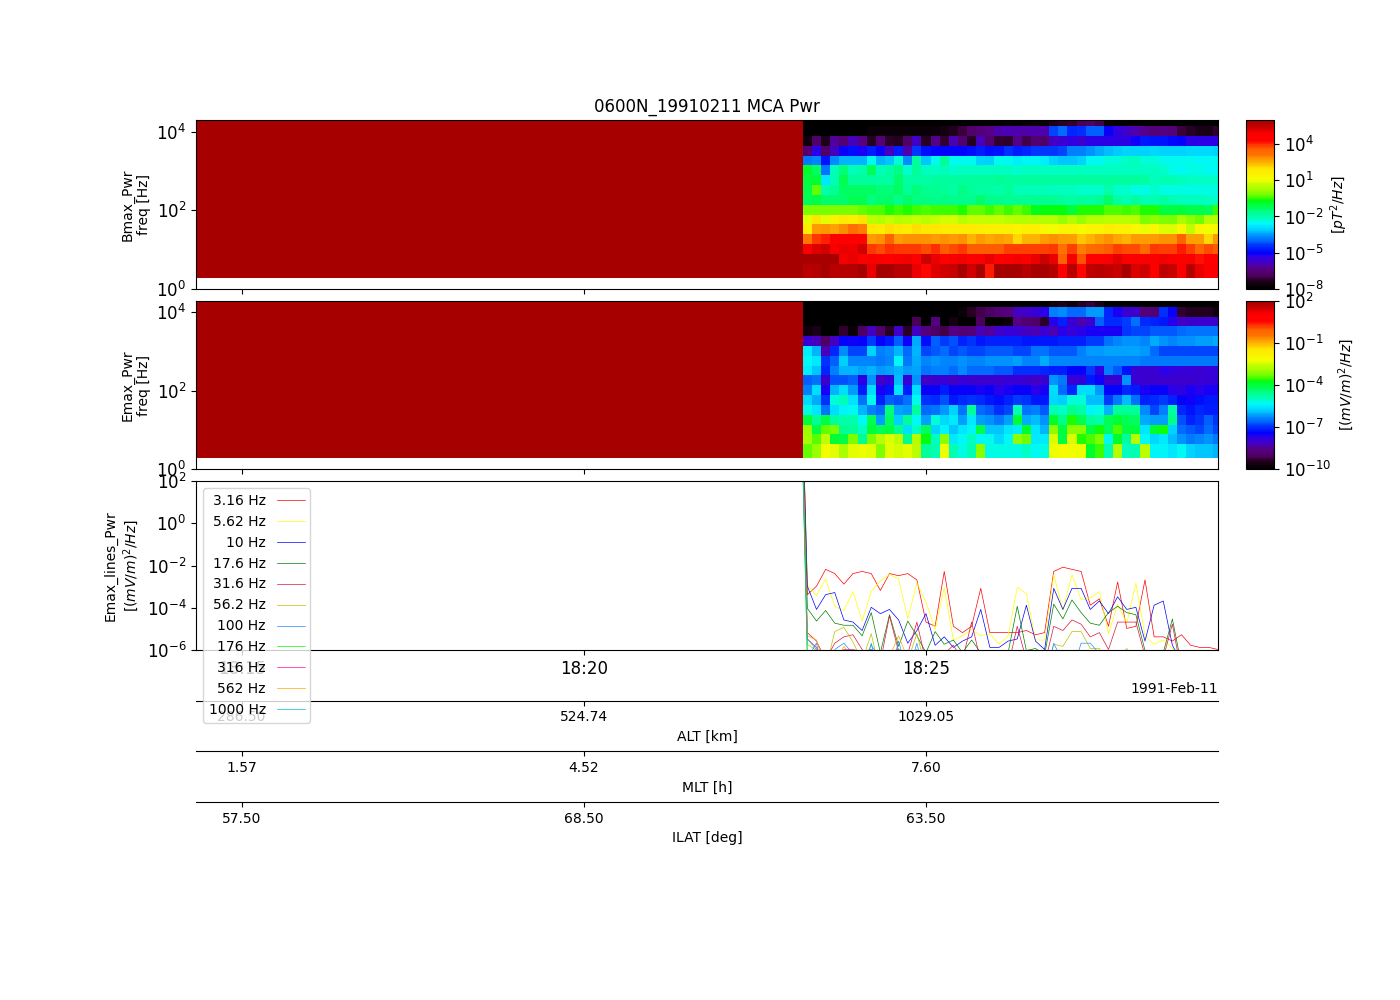 0600N_19910211 MCA Pwr
Bmax_Pwr
freq [Hz]
10^4
10^2
10^0
10^4
10^1
10^-2
10^-5
10^-8
[pT^2/Hz]
Emax_Pwr
freq [Hz]
10^4
10^2
10^0
10^2
10^-1
10^-4
10^-7
10^-10
[(mV/m)^2/Hz]
Emax_lines_Pwr
[(mV/m)^2/Hz]
10^2
10^0
10^-2
10^-4
10^-6
3.16 Hz
5.62 Hz
10 Hz
17.6 Hz
31.6 Hz
56.2 Hz
100 Hz
176 Hz
316 Hz
562 Hz
1000 Hz
18:20 18:25
1991-Feb-11
286.50 524.74 1029.05
ALT [km]
1.57 4.52 7.60
MLT [h]
57.50 68.50 63.50
ILAT [deg]